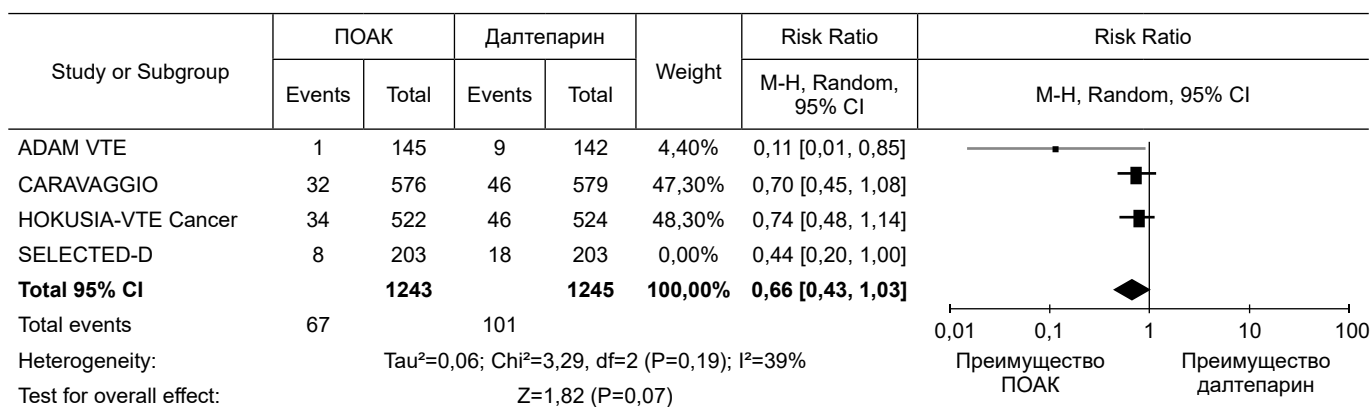 Study or Subgroup ПОАК Далтепарин Weight Risk Ratio Risk Ratio
Events Total Events Total M-H, Random, 95% CI M-H, Random, 95% CI
ADAM VTE 1 145 9 142 4,40% 0,11 [0,01, 0,85]
CARAVAGGIO 32 576 46 579 47,30% 0,70 [0,45, 1,08]
HOKUSIA-VTE Cancer 34 522 46 524 48,30% 0,74 [0,48, 1,14]
SELECTED-D 8 203 18 203 0,00% 0,44 [0,20, 1,00]
Total 95% CI 1243 1245 100,00% 0,66 [0,43, 1,03]
Total events 67 101
0,01 0,1 1 10 100
Heterogeneity: Tau²=0,06; Chi²=3,29, df=2 (P=0,19); I²=39%
Преимущество ПОАК Преимущество далтепарин
Test for overall effect: Z=1,82 (P=0,07)